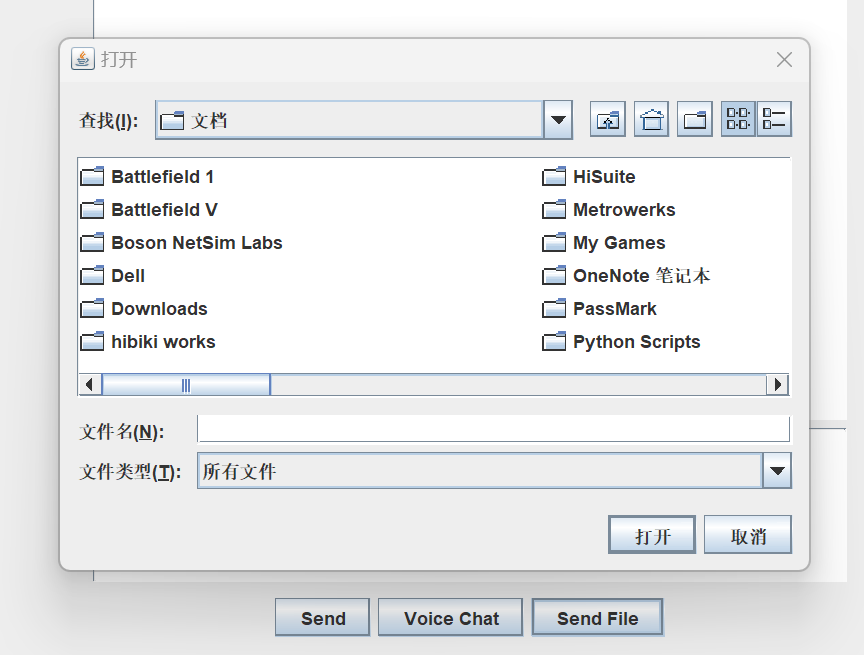 打开
查找(I): 文档
Battlefield 1
Battlefield V
Boson NetSim Labs
Dell
Downloads
hibiki works
HiSuite
Metrowerks
My Games
OneNote 笔记本
PassMark
Python Scripts
文件名(N):
文件类型(T): 所有文件
打开 取消
Send Voice Chat Send File